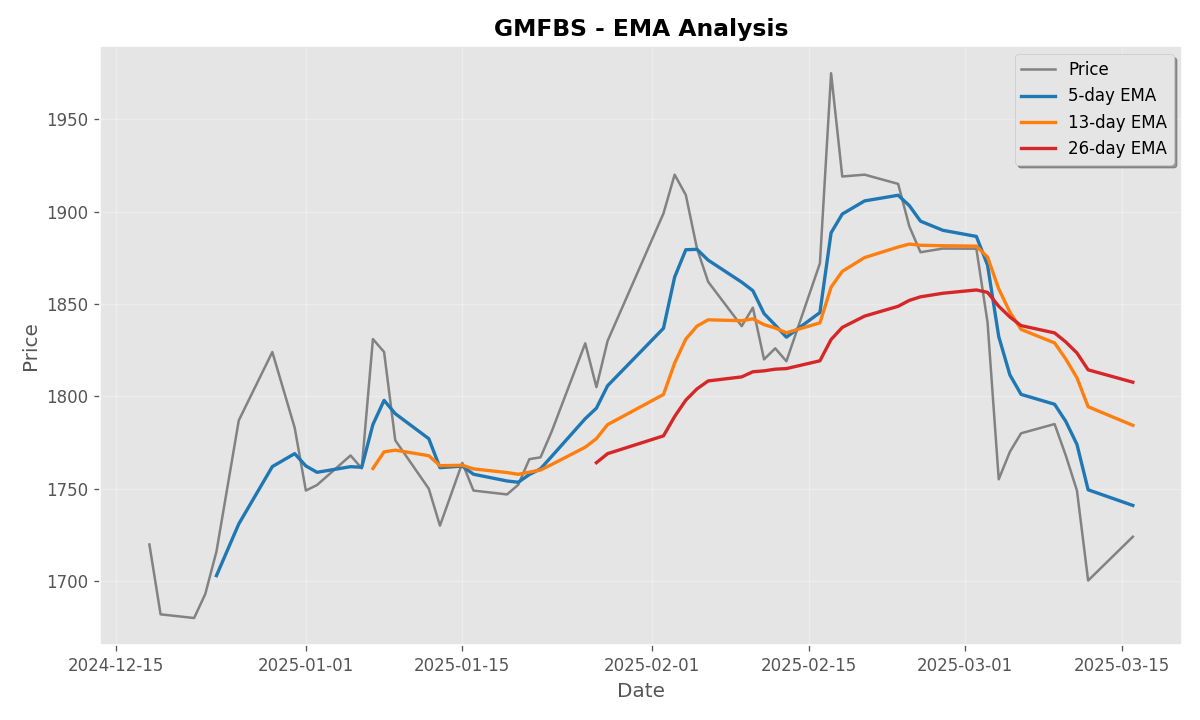 GMFBS - EMA Analysis
Price
5-day EMA
13-day EMA
26-day EMA
Price
1950
1900
1850
1800
1750
1700
2024-12-15
2025-01-01
2025-01-15
2025-02-01
2025-02-15
2025-03-01
2025-03-15
Date